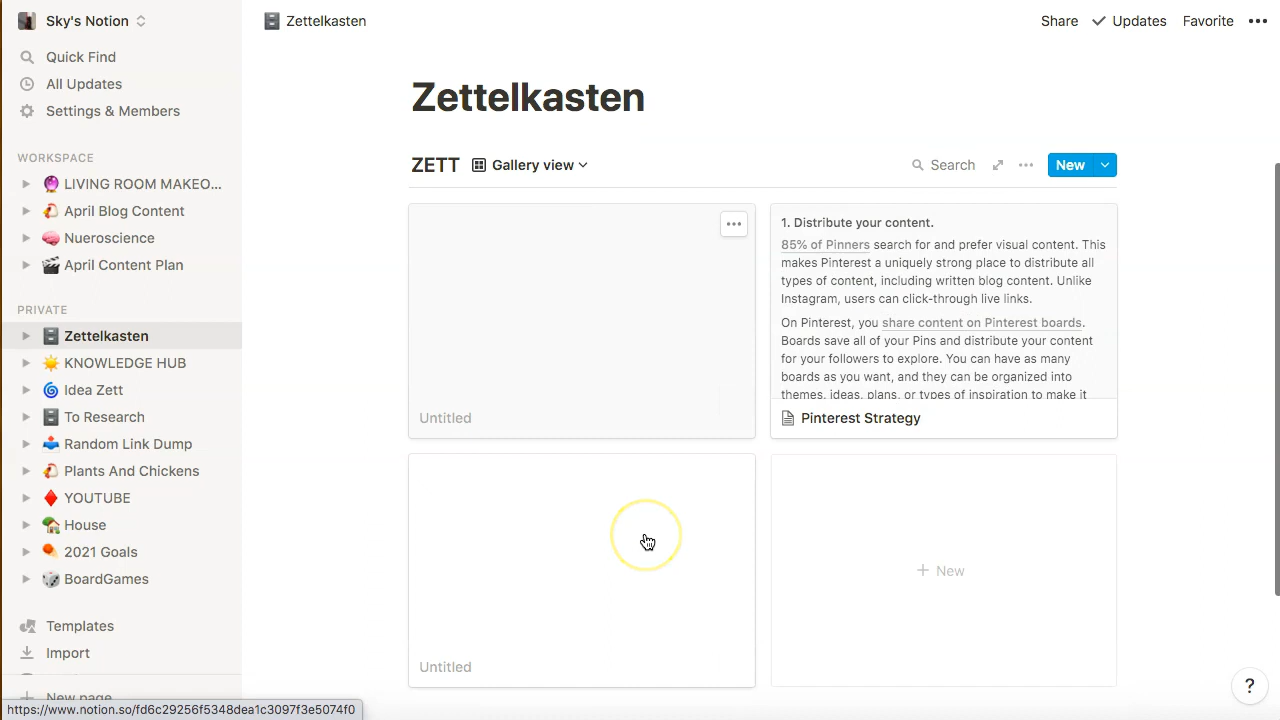 Sky's Notion
Quick Find
All Updates
Settings & Members
WORKSPACE
LIVING ROOM MAKEO...
April Blog Content
Nueroscience
April Content Plan
PRIVATE
Zettelkasten
KNOWLEDGE HUB
Idea Zett
To Research
Random Link Dump
Plants And Chickens
YOUTUBE
House
2021 Goals
BoardGames
Templates
Import
New page
https://www.notion.so/fd6c29256f5348dea1c3097f3e5074f0
Zettelkasten
Share
Updates
Favorite
Zettelkasten
ZETT
Gallery view
Search
New
Untitled
1. Distribute your content.
85% of Pinners search for and prefer visual content. This
makes Pinterest a uniquely strong place to distribute all
types of content, including written blog content. Unlike
Instagram, users can click-through live links.
On Pinterest, you share content on Pinterest boards.
Boards save all of your Pins and distribute your content
for your followers to explore. You can have as many
boards as you want, and they can be organized into
themes, ideas, plans, or types of inspiration to make it
Pinterest Strategy
Untitled
+ New
?